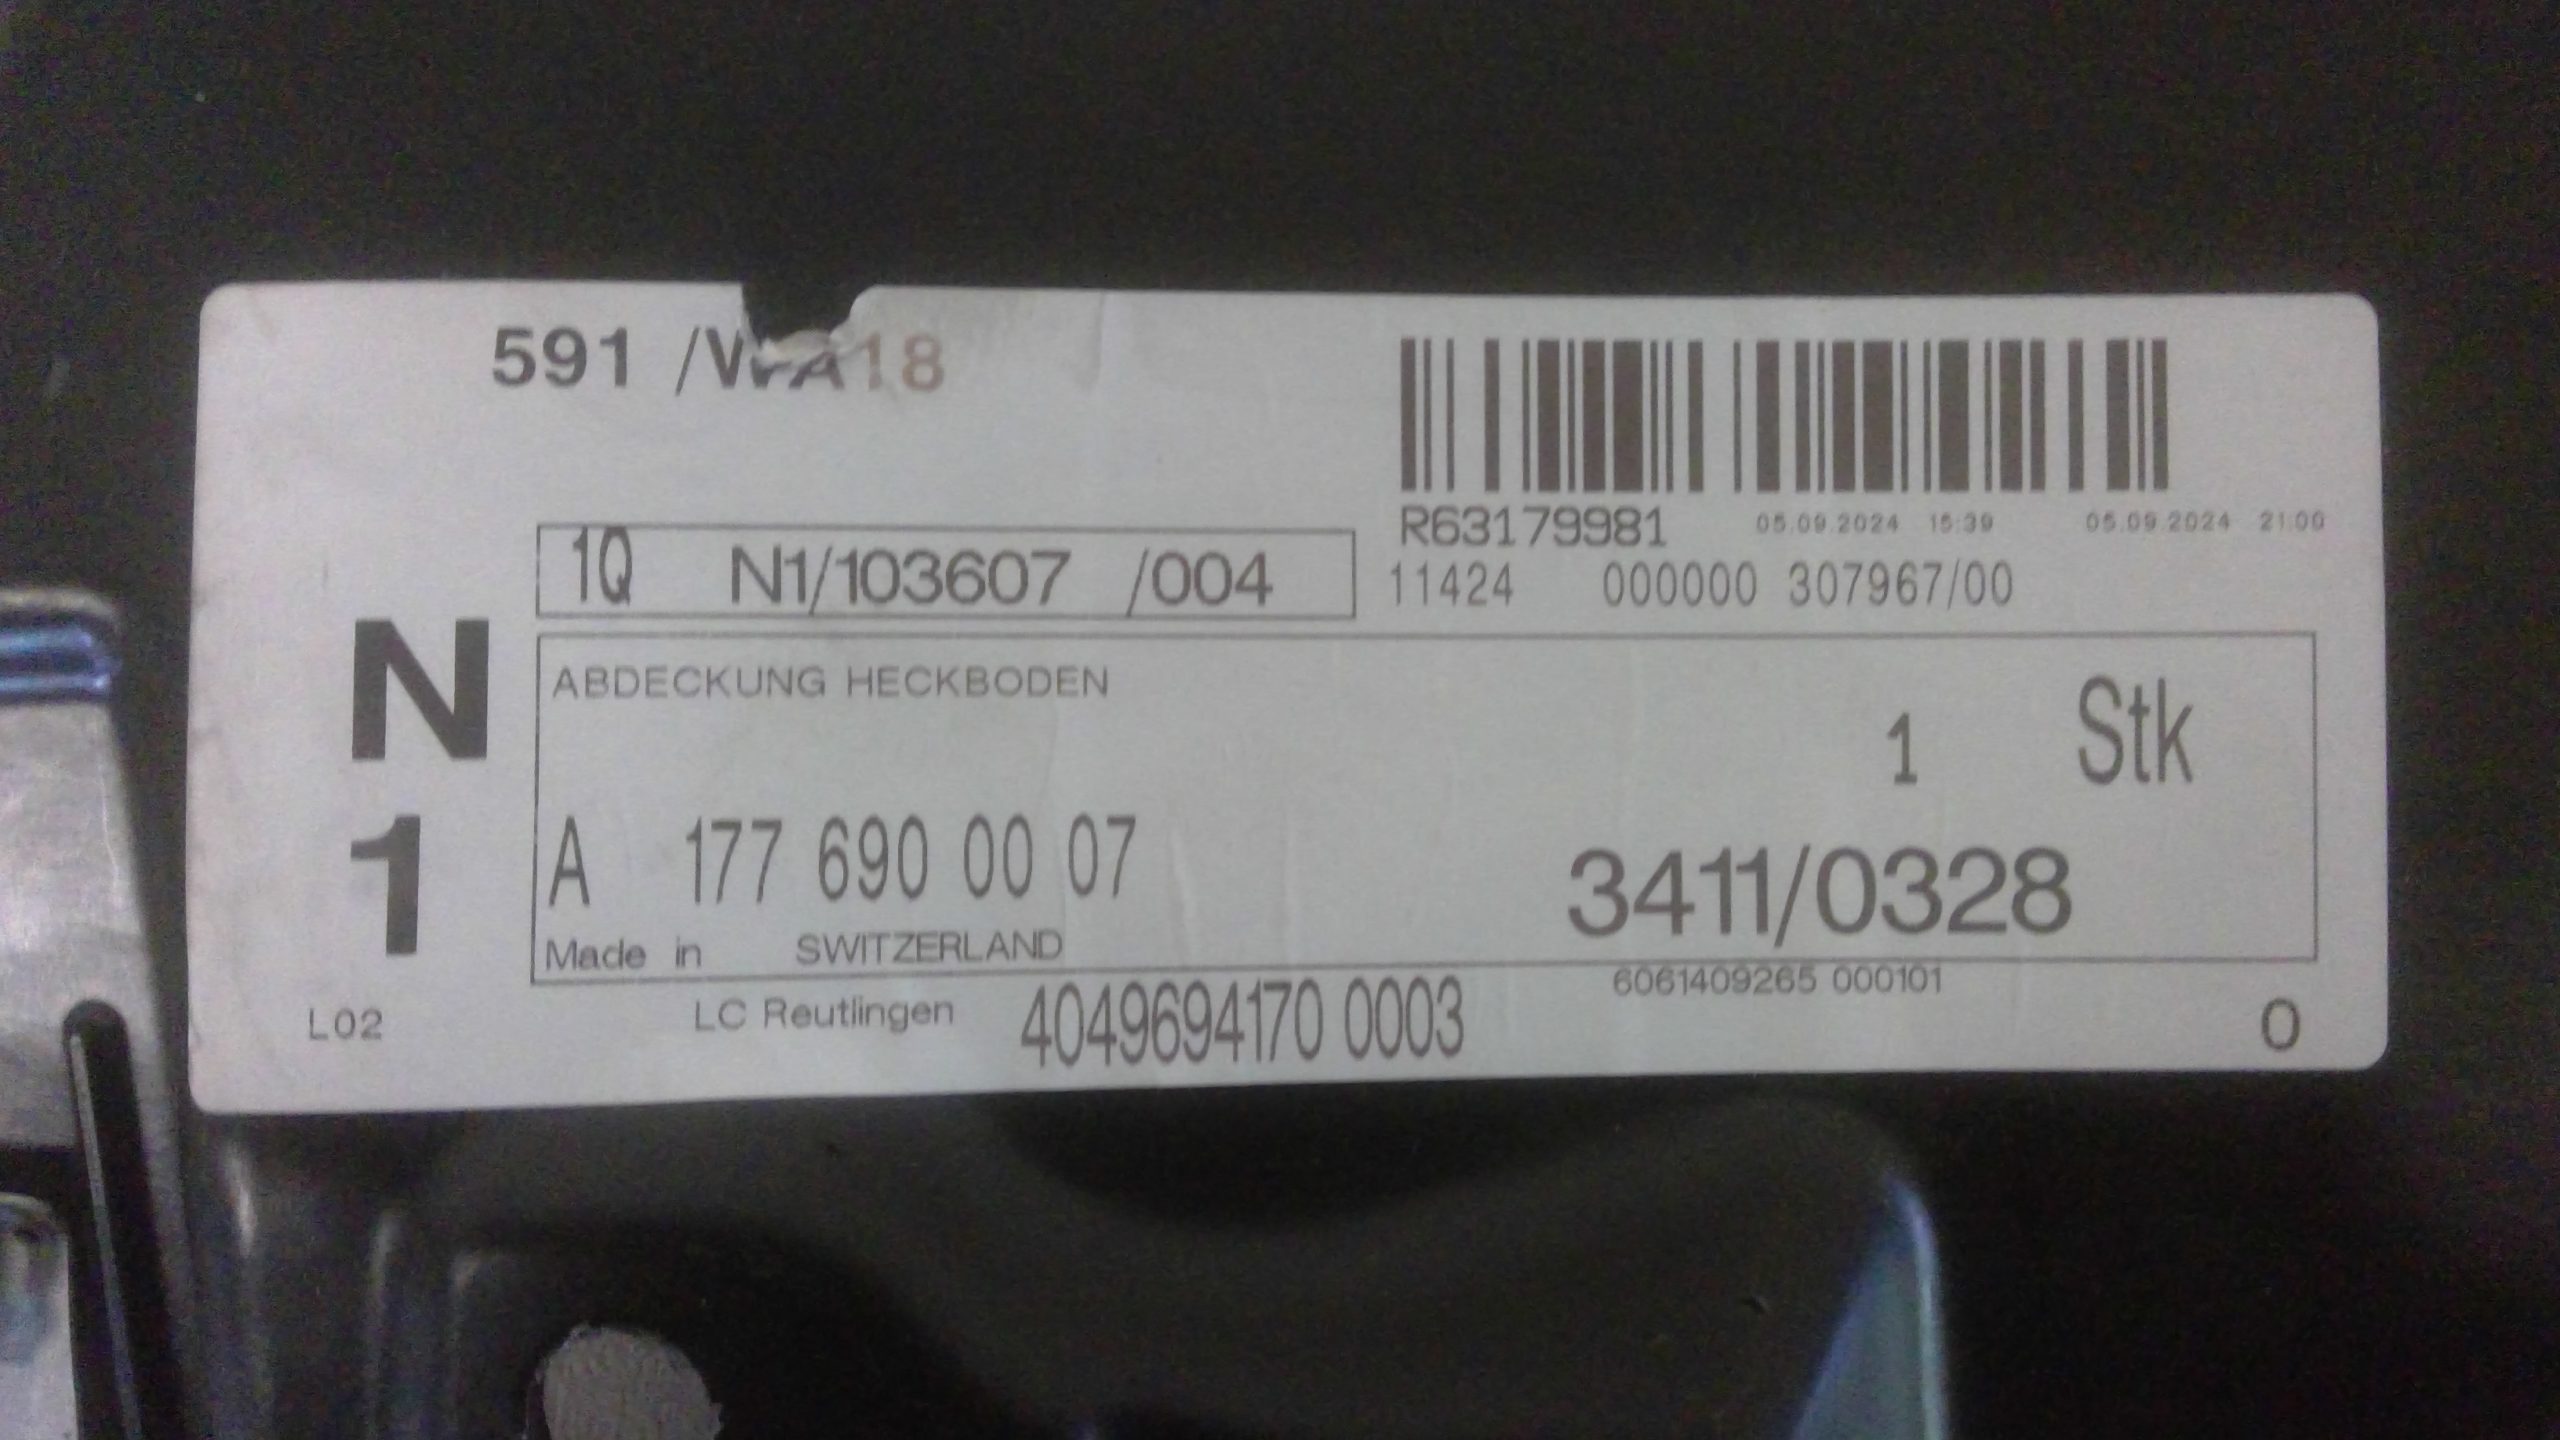 591
R63179981 05.09.2024 15:39 05.09.2024 21:00
1Q N1/103607 /004
11424 000000 307967/00
N
1
ABDECKUNG HECKBODEN
1 Stk
A 177 690 00 07
3411/0328
Made in SWITZERLAND
6061409265 000101
L02
LC Reutlingen 4049694170 0003
0